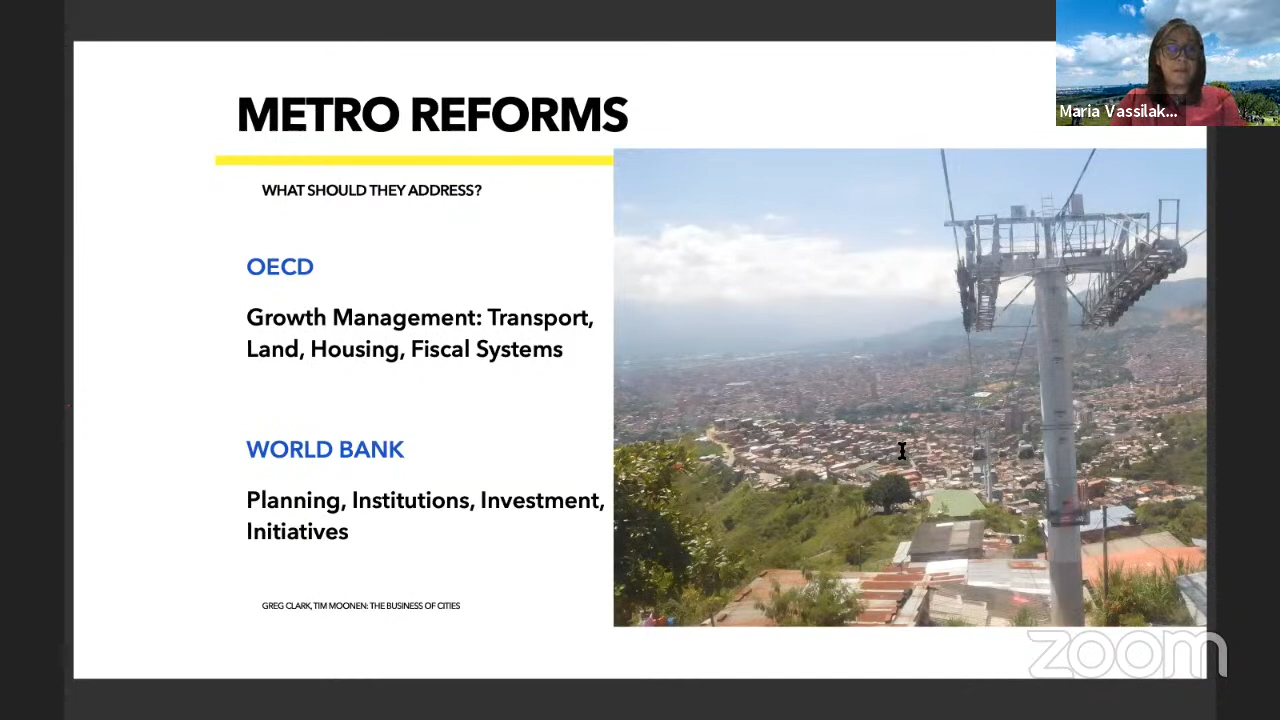 METRO REFORMS
Maria Vassilak...
WHAT SHOULD THEY ADDRESS?
OECD
Growth Management: Transport,
Land, Housing, Fiscal Systems
WORLD BANK
Planning, Institutions, Investment,
Initiatives
GREG CLARK, TIM MOONEN: THE BUSINESS OF CITIES
zoom